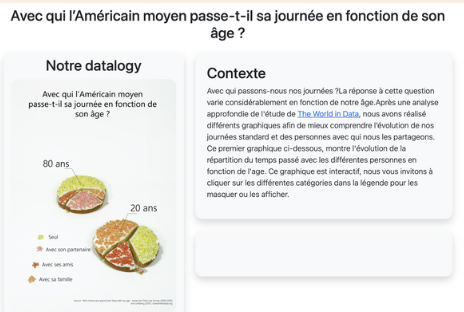 Avec qui l'Américain moyen passe-t-il sa journée en fonction de son
âge ?
Notre datalogy
Avec qui l'Américain moyen
passe-t-il sa journée en fonction de
son âge ?
80 ans
20 ans
Seul
Avec son partenaire
Avec ses amis
Avec sa famille
Contexte
Avec qui passons-nous nos journées ?La réponse à cette question
varie considérablement en fonction de notre âge.Après une analyse
approfondie de l'étude de The World in Data, nous avons réalisé
différents graphiques afin de mieux comprendre l'évolution de nos
journées standard et des personnes avec qui nous les partageons.
Ce premier graphique ci-dessous, montre l'évolution de la
répartition du temps passé avec les différentes personnes en
fonction de l'age. Ce graphique est interactif, nous vous invitons à
cliquer sur les différentes catégories dans la légende pour les
masquer ou les afficher.